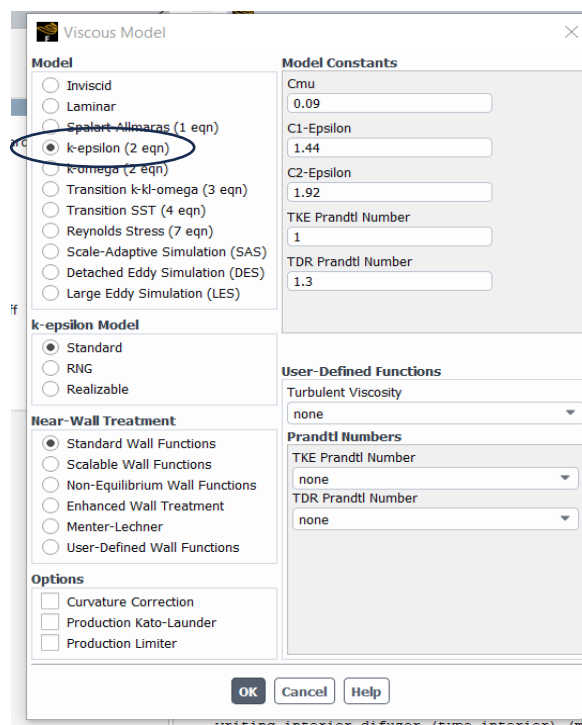 Viscous Model
Model
Inviscid
Laminar
Spalart-Allmaras (1 eqn)
k-epsilon (2 eqn)
k-omega (2 eqn)
Transition k-kl-omega (3 eqn)
Transition SST (4 eqn)
Reynolds Stress (7 eqn)
Scale-Adaptive Simulation (SAS)
Detached Eddy Simulation (DES)
Large Eddy Simulation (LES)
k-epsilon Model
Standard
RNG
Realizable
Near-Wall Treatment
Standard Wall Functions
Scalable Wall Functions
Non-Equilibrium Wall Functions
Enhanced Wall Treatment
Menter-Lechner
User-Defined Wall Functions
Options
Curvature Correction
Production Kato-Launder
Production Limiter
Model Constants
Cmu
0.09
C1-Epsilon
1.44
C2-Epsilon
1.92
TKE Prandtl Number
1
TDR Prandtl Number
1.3
User-Defined Functions
Turbulent Viscosity
none
Prandtl Numbers
TKE Prandtl Number
none
TDR Prandtl Number
none
OK
Cancel
Help
writing interior difuzer (type interior)